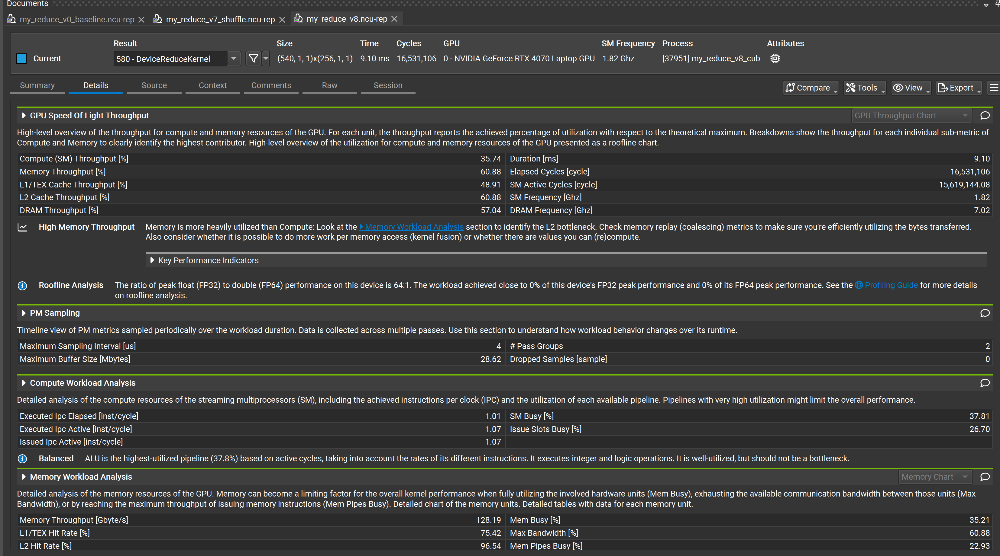 Documents
my_reduce_v0_baseline.ncu-rep my_reduce_v7_shuffle.ncu-rep my_reduce_v8.ncu-rep
Result Size Time Cycles GPU SM Frequency Process Attributes
Current 580 - DeviceReduceKernel (540, 1, 1)x(256, 1, 1) 9.10 ms 16,531,106 0 - NVIDIA GeForce RTX 4070 Laptop GPU 1.82 Ghz [37951] my_reduce_v8_cub
Summary Details Source Context Comments Raw Session Compare Tools View Export
GPU Speed Of Light Throughput GPU Throughput Chart
High-level overview of the throughput for compute and memory resources of the GPU. For each unit, the throughput reports the achieved percentage of utilization with respect to the theoretical maximum. Breakdowns show the throughput for each individual sub-metric of
Compute and Memory to clearly identify the highest contributor. High-level overview of the utilization for compute and memory resources of the GPU presented as a roofline chart.
Compute (SM) Throughput [%] 35.74 Duration [ms] 9.10
Memory Throughput [%] 60.88 Elapsed Cycles [cycle] 16,531,106
L1/TEX Cache Throughput [%] 48.91 SM Active Cycles [cycle] 15,619,144.08
L2 Cache Throughput [%] 60.88 SM Frequency [Ghz] 1.82
DRAM Throughput [%] 57.04 DRAM Frequency [Ghz] 7.02
High Memory Throughput Memory is more heavily utilized than Compute: Look at the Memory Workload Analysis section to identify the L2 bottleneck. Check memory replay (coalescing) metrics to make sure you're efficiently utilizing the bytes transferred.
Also consider whether it is possible to do more work per memory access (kernel fusion) or whether there are values you can (re)compute.
Key Performance Indicators
Roofline Analysis The ratio of peak float (FP32) to double (FP64) performance on this device is 64:1. The workload achieved close to 0% of this device's FP32 peak performance and 0% of its FP64 peak performance. See the Profiling Guide for more details
on roofline analysis.
PM Sampling
Timeline view of PM metrics sampled periodically over the workload duration. Data is collected across multiple passes. Use this section to understand how workload behavior changes over its runtime.
Maximum Sampling Interval [us] 4 # Pass Groups 2
Maximum Buffer Size [Mbytes] 28.62 Dropped Samples [sample] 0
Compute Workload Analysis
Detailed analysis of the compute resources of the streaming multiprocessors (SM), including the achieved instructions per clock (IPC) and the utilization of each available pipeline. Pipelines with very high utilization might limit the overall performance.
Executed Ipc Elapsed [inst/cycle] 1.01 SM Busy [%] 37.81
Executed Ipc Active [inst/cycle] 1.07 Issue Slots Busy [%] 26.70
Issued Ipc Active [inst/cycle] 1.07
Balanced ALU is the highest-utilized pipeline (37.8%) based on active cycles, taking into account the rates of its different instructions. It executes integer and logic operations. It is well-utilized, but should not be a bottleneck.
Memory Workload Analysis Memory Chart
Detailed analysis of the memory resources of the GPU. Memory can become a limiting factor for the overall kernel performance when fully utilizing the involved hardware units (Mem Busy), exhausting the available communication bandwidth between those units (Max
Bandwidth), or by reaching the maximum throughput of issuing memory instructions (Mem Pipes Busy). Detailed chart of the memory units. Detailed tables with data for each memory unit.
Memory Throughput [Gbyte/s] 128.19 Mem Busy [%] 35.21
L1/TEX Hit Rate [%] 75.42 Max Bandwidth [%] 60.88
L2 Hit Rate [%] 96.54 Mem Pipes Busy [%] 22.93